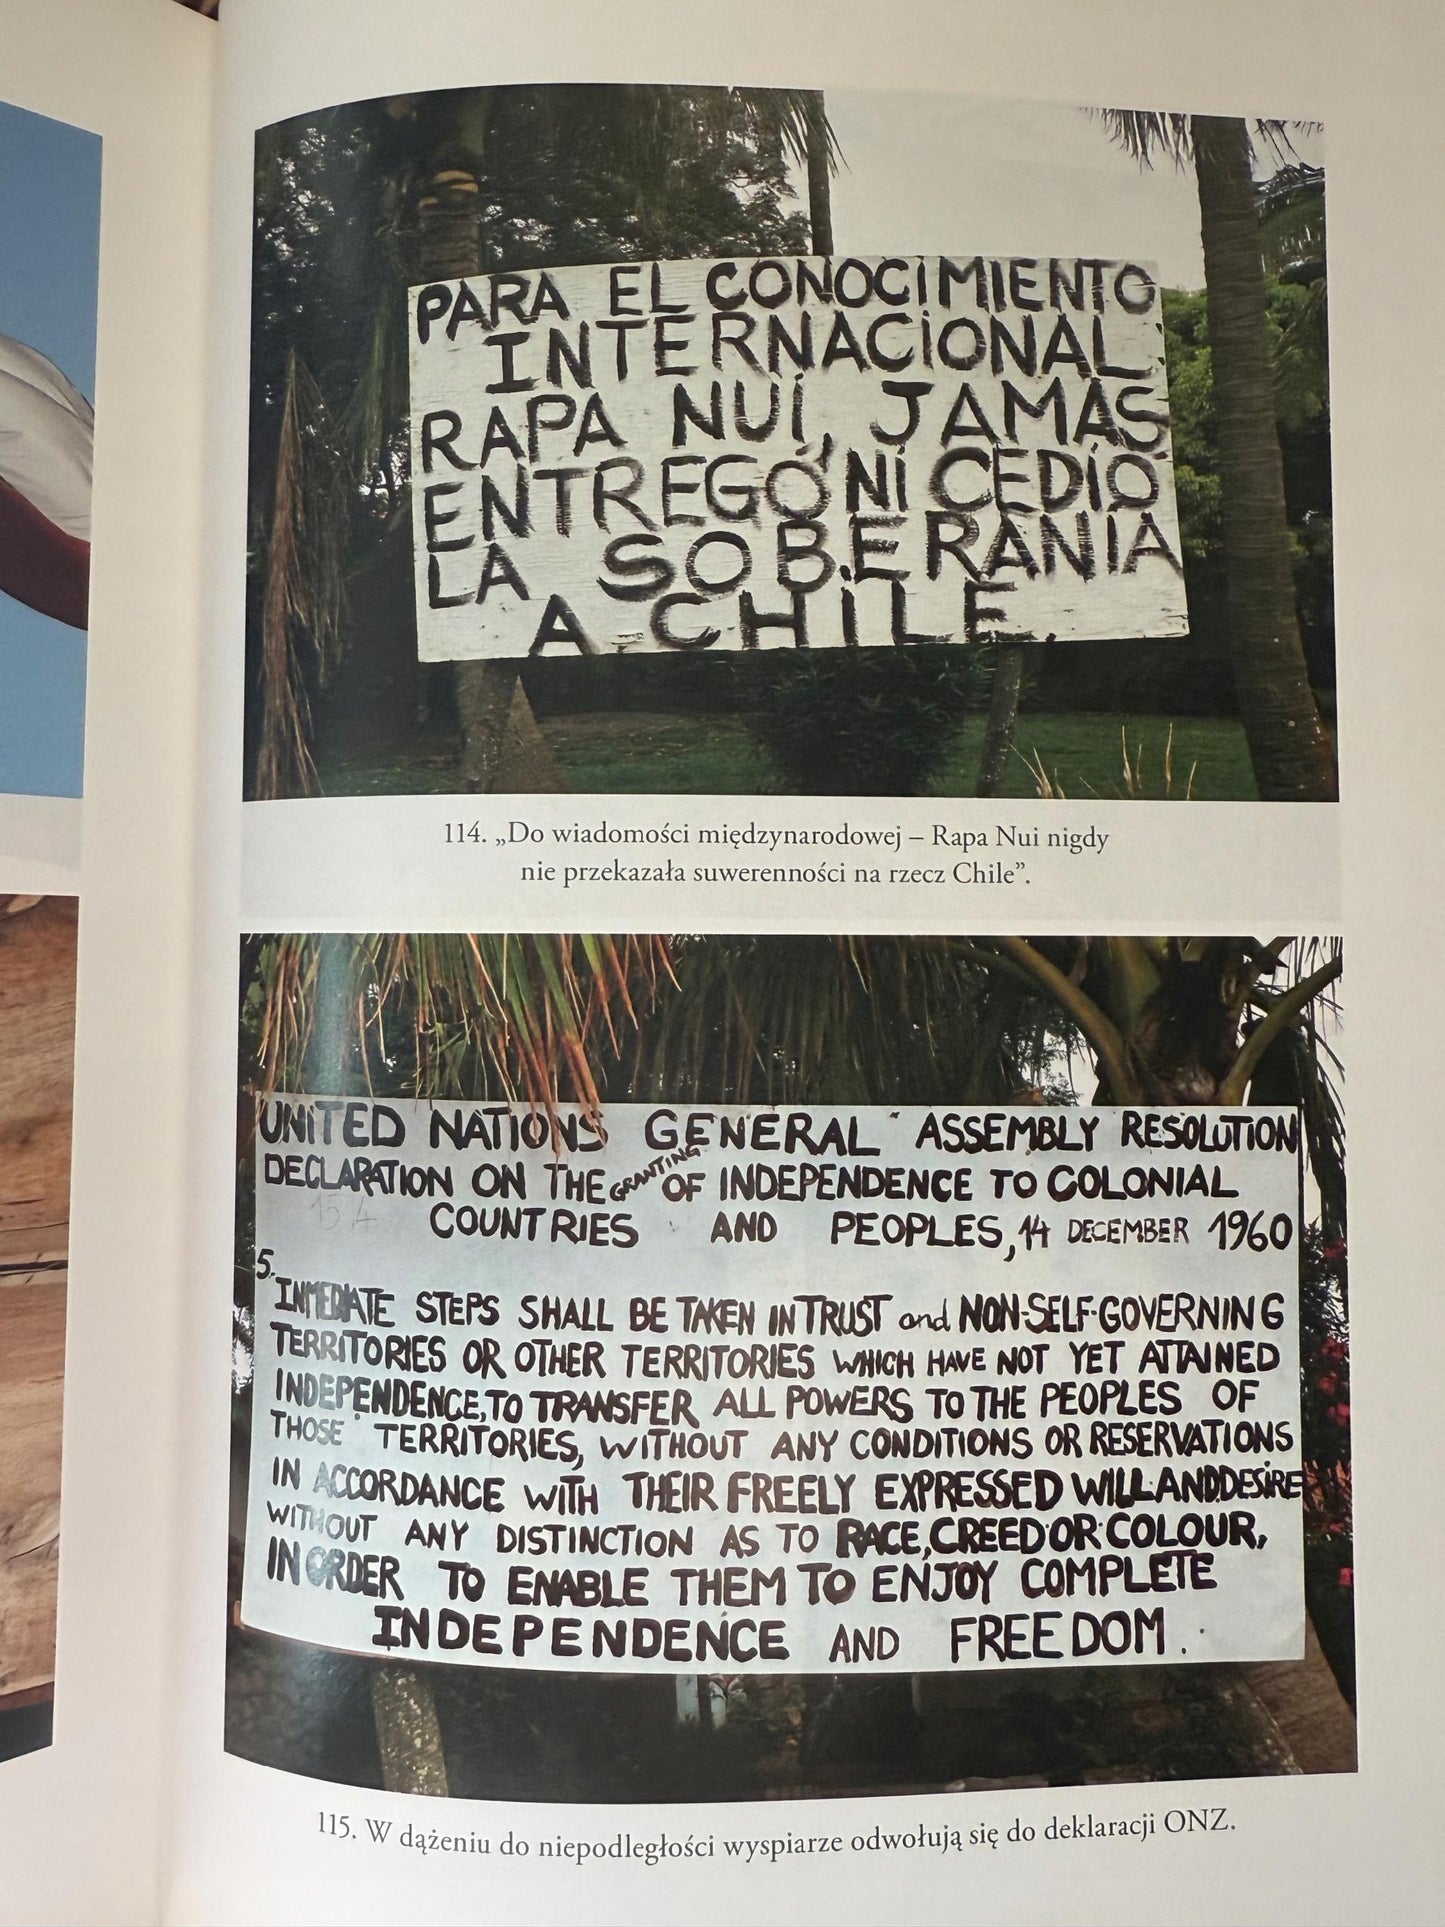 PARA EL CONOCIMIENTO
INTERNACIONAL
RAPA NUI, JAMÁS
ENTREGÓ NI CEDIÓ
LA SOBERANIA
A CHILE
114. „Do wiadomości międzynarodowej – Rapa Nui nigdy
nie przekazała suwerenności na rzecz Chile”.
UNITED NATIONS GENERAL ASSEMBLY RESOLUTION
DECLARATION ON THE GRANTING OF INDEPENDENCE TO COLONIAL
15 14
COUNTRIES AND PEOPLES, 14 DECEMBER 1960
5.
INMEDIATE STEPS SHALL BE TAKEN IN TRUST and NON-SELF-GOVERNING
TERRITORIES OR OTHER TERRITORIES WHICH HAVE NOT YET ATTAINED
INDEPENDENCE, TO TRANSFER ALL POWERS TO THE PEOPLES OF
THOSE TERRITORIES, WITHOUT ANY CONDITIONS OR RESERVATIONS
IN ACCORDANCE WITH THEIR FREELY EXPRESSED WILL AND DESIRE
WITHOUT ANY DISTINCTION AS TO RACE, CREED OR COLOUR,
IN ORDER TO ENABLE THEM TO ENJOY COMPLETE
INDEPENDENCE AND FREEDOM.
115. W dążeniu do niepodległości wyspiarze odwołują się do deklaracji ONZ.